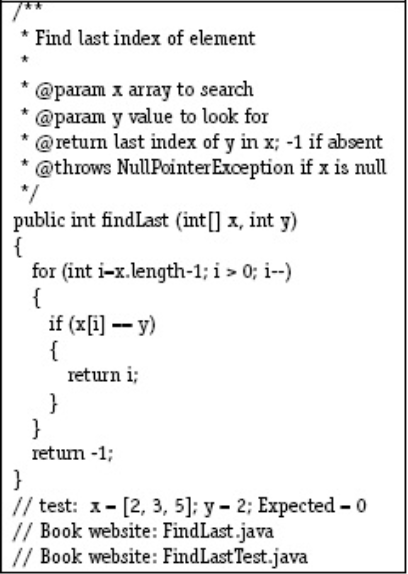 /**
 * Find last index of element
 *
 * @param x array to search
 * @param y value to look for
 * @return last index of y in x; -1 if absent
 * @throws NullPointerException if x is null
 */
public int findLast (int[] x, int y)
{
   for (int i=x.length-1; i > 0; i--)
   {
      if (x[i] == y)
      {
         return i;
      }
   }
   return -1;
}
// test:  x = [2, 3, 5]; y = 2; Expected = 0
// Book website: FindLast.java
// Book website: FindLastTest.java